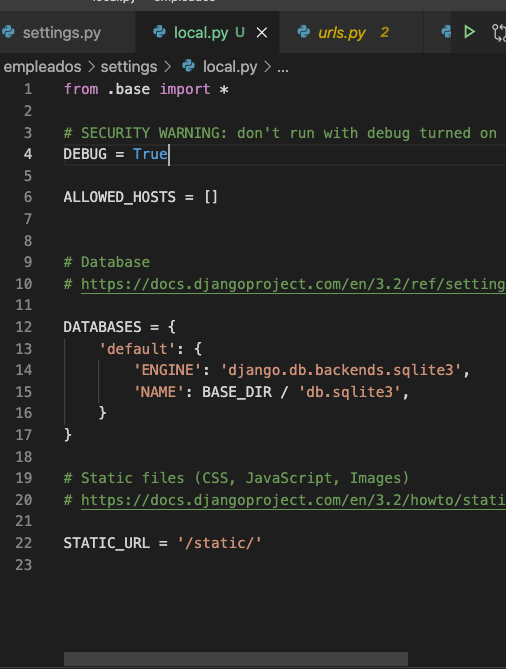 settings.py
local.py U
urls.py 2
empleados > settings > local.py > ...
1 from .base import *
2
3 # SECURITY WARNING: don't run with debug turned on
4 DEBUG = True
5
6 ALLOWED_HOSTS = []
7
8
9 # Database
10 # https://docs.djangoproject.com/en/3.2/ref/setting
11
12 DATABASES = {
13 'default': {
14 'ENGINE': 'django.db.backends.sqlite3',
15 'NAME': BASE_DIR / 'db.sqlite3',
16 }
17 }
18
19 # Static files (CSS, JavaScript, Images)
20 # https://docs.djangoproject.com/en/3.2/howto/stati
21
22 STATIC_URL = '/static/'
23